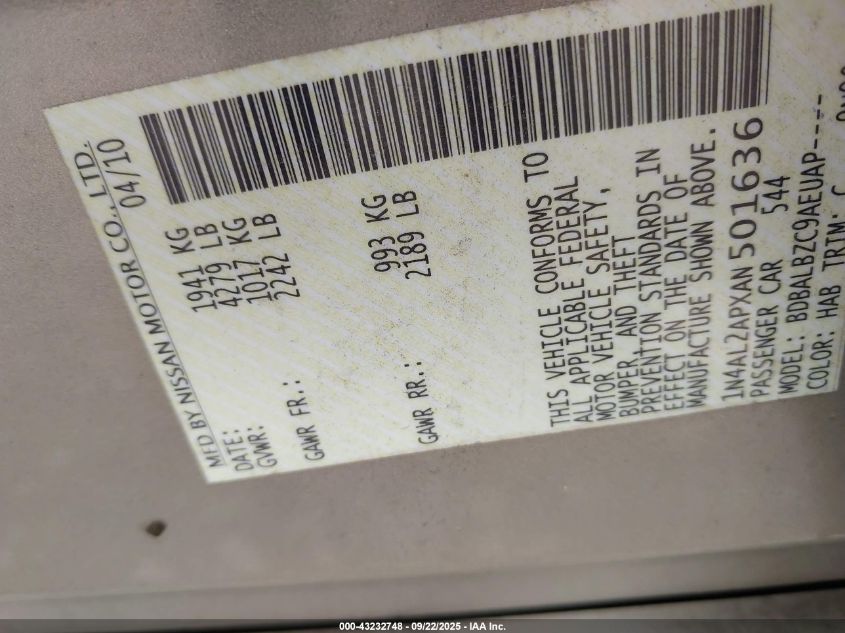 MFD BY NISSAN MOTOR CO., LTD.
DATE: 04/10
GVWR: 1941 KG
4279 LB
GAWR FR.: 1017 KG
2242 LB
GAWR RR.: 993 KG
2189 LB
THIS VEHICLE CONFORMS TO
ALL APPLICABLE FEDERAL
MOTOR VEHICLE SAFETY,
BUMPER, AND THEFT
PREVENTION STANDARDS IN
EFFECT ON THE DATE OF
MANUFACTURE SHOWN ABOVE.
1N4AL2APXAN501636
PASSENGER CAR 544
MODEL: BDBALBZC9AEUAP----
COLOR: HAB TRIM: C
000-43232748 - 09/22/2025 - IAA Inc.